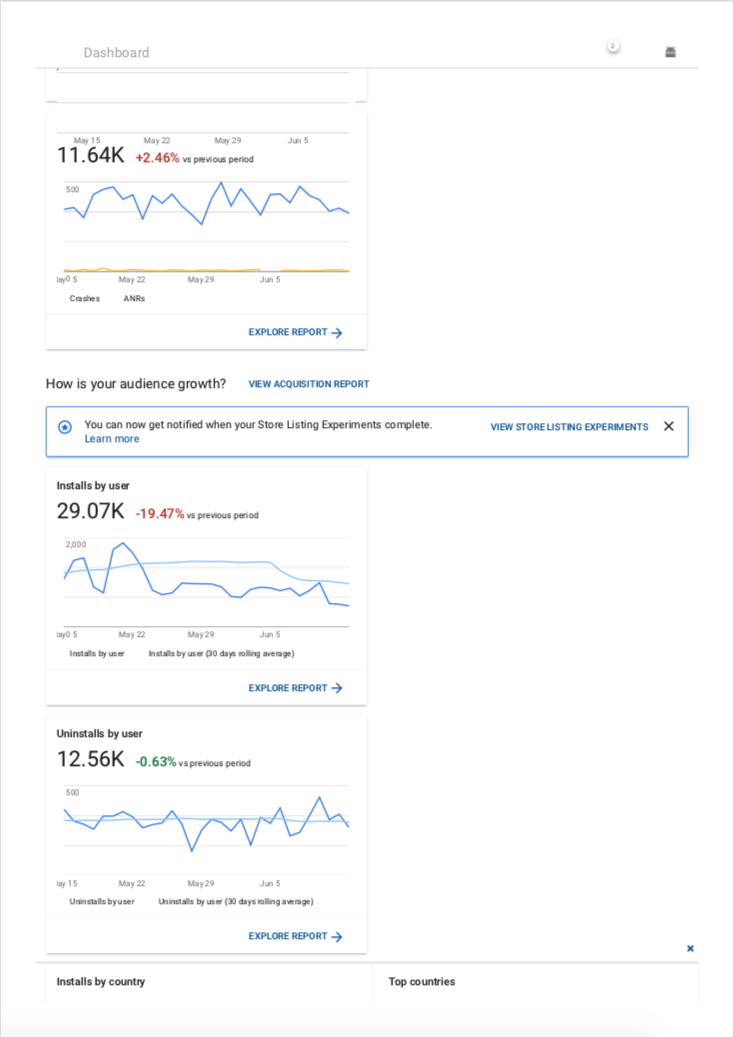 Dashboard
2
May 15 May 22 May 29 Jun 5
11.64K +2.46% vs previous period
500
May 22 May 29 Jun 5
Crashes ANRs
EXPLORE REPORT
How is your audience growth? VIEW ACQUISITION REPORT
You can now get notified when your Store Listing Experiments complete. VIEW STORE LISTING EXPERIMENTS
Learn more
Installs by user
29.07K -19.47% vs previous period
2,000
May 22 May 29 Jun 5
Installs by user Installs by user (30 days rolling average)
EXPLORE REPORT
Uninstalls by user
12.56K -0.63% vs previous period
500
lay 15 May 22 May 29 Jun 5
Uninstalls by user Uninstalls by user (30 days rolling average)
EXPLORE REPORT
Installs by country Top countries